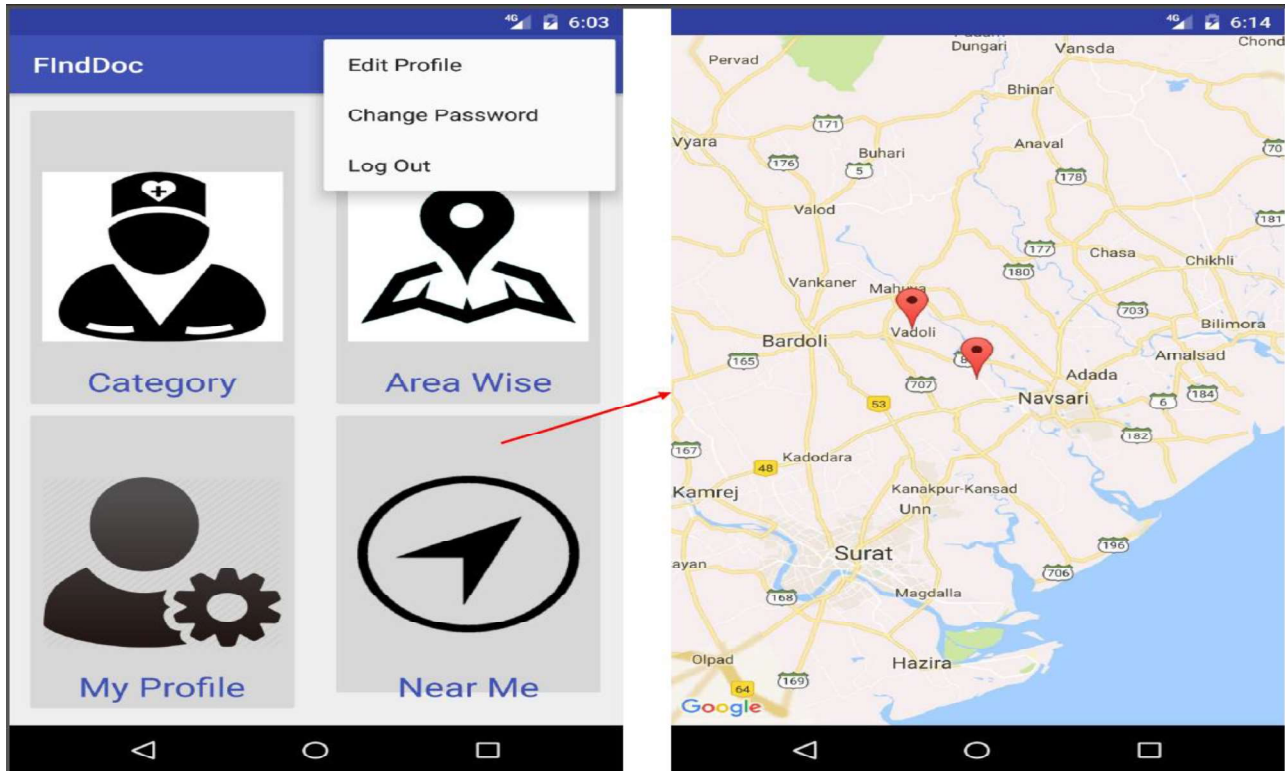 6:03
FIndDoc
Edit Profile
Change Password
Log Out
Category
Area Wise
My Profile
Near Me
4G
6:14
Dungari
Vansda
Chond
Pervad
Bhinar
171
Vyara
Buhari
Anaval
70
176
5
178
Valod
181
177
Chasa
Chikhli
180
Vankaner
703
Vadoli
Bilimora
Bardoli
165
Amalsad
707
Adada
53
Navsari
6
184
182
167
48
Kadodara
Kamrej
Kanakpur-Kansad
Unn
Surat
196
ayan
706
168
Magdalla
Olpad
Hazira
169
64
Google